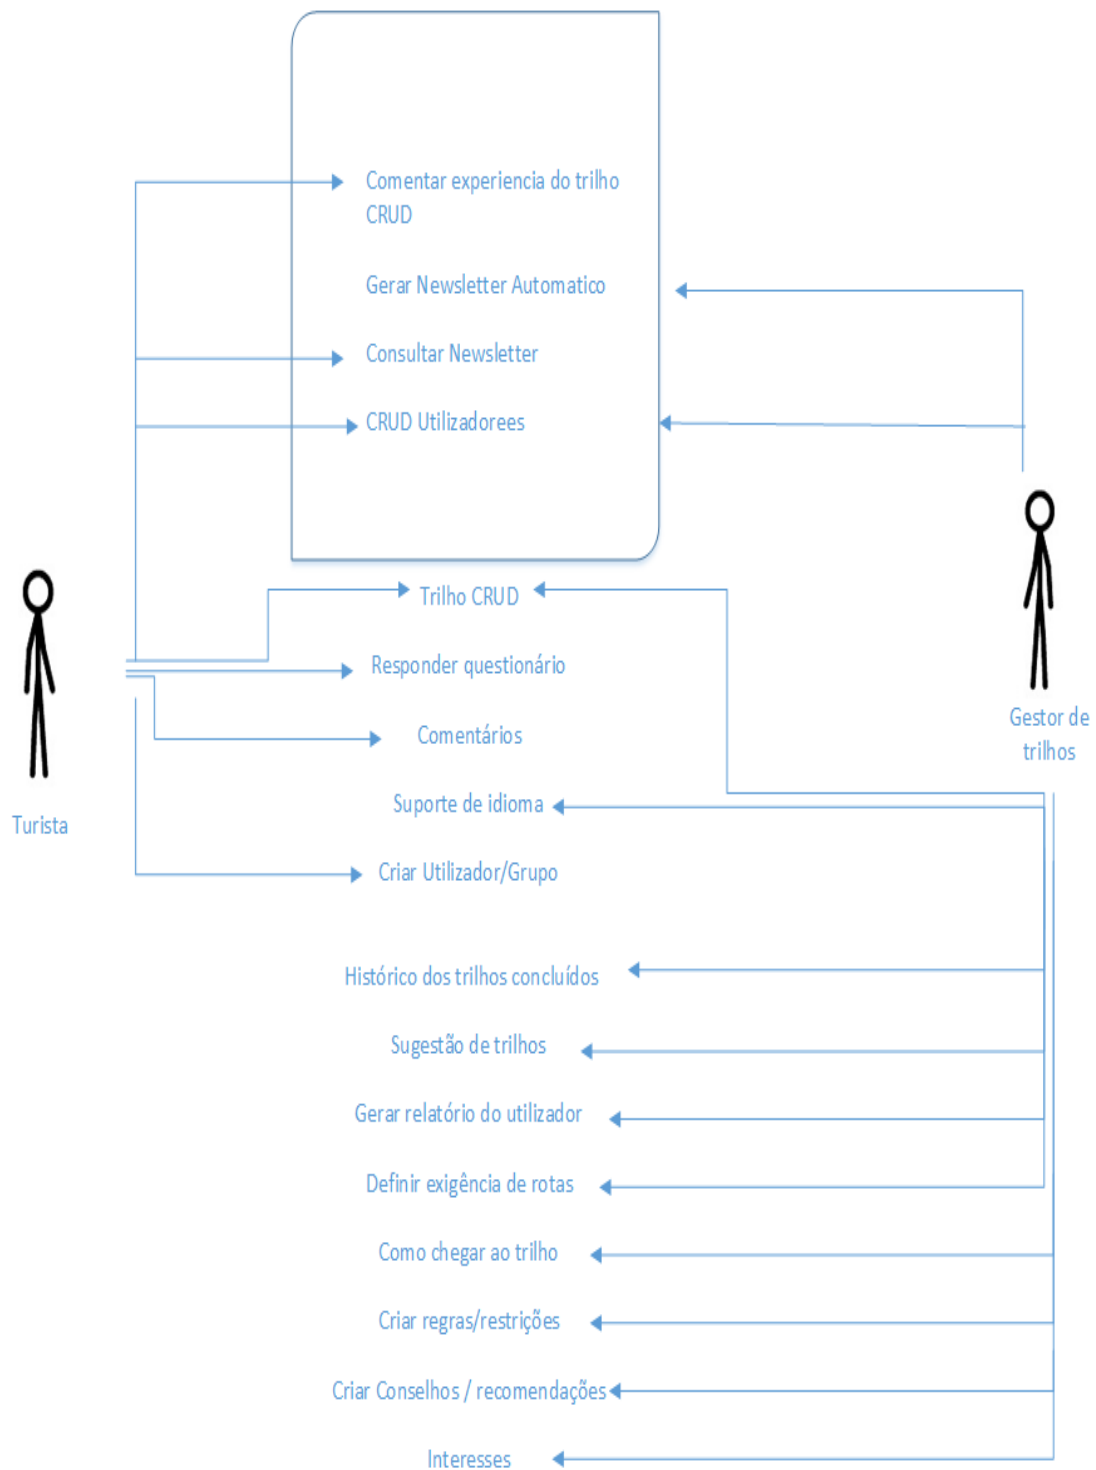 Comentar experiencia do trilho
CRUD
Gerar Newsletter Automatico
Consultar Newsletter
CRUD Utilizadorees
Trilho CRUD
Responder questionário
Comentários
Suporte de idioma
Criar Utilizador/Grupo
Histórico dos trilhos concluídos
Sugestão de trilhos
Gerar relatório do utilizador
Definir exigência de rotas
Como chegar ao trilho
Criar regras/restrições
Criar Conselhos / recomendações
Interesses
Turista
Gestor de
trilhos